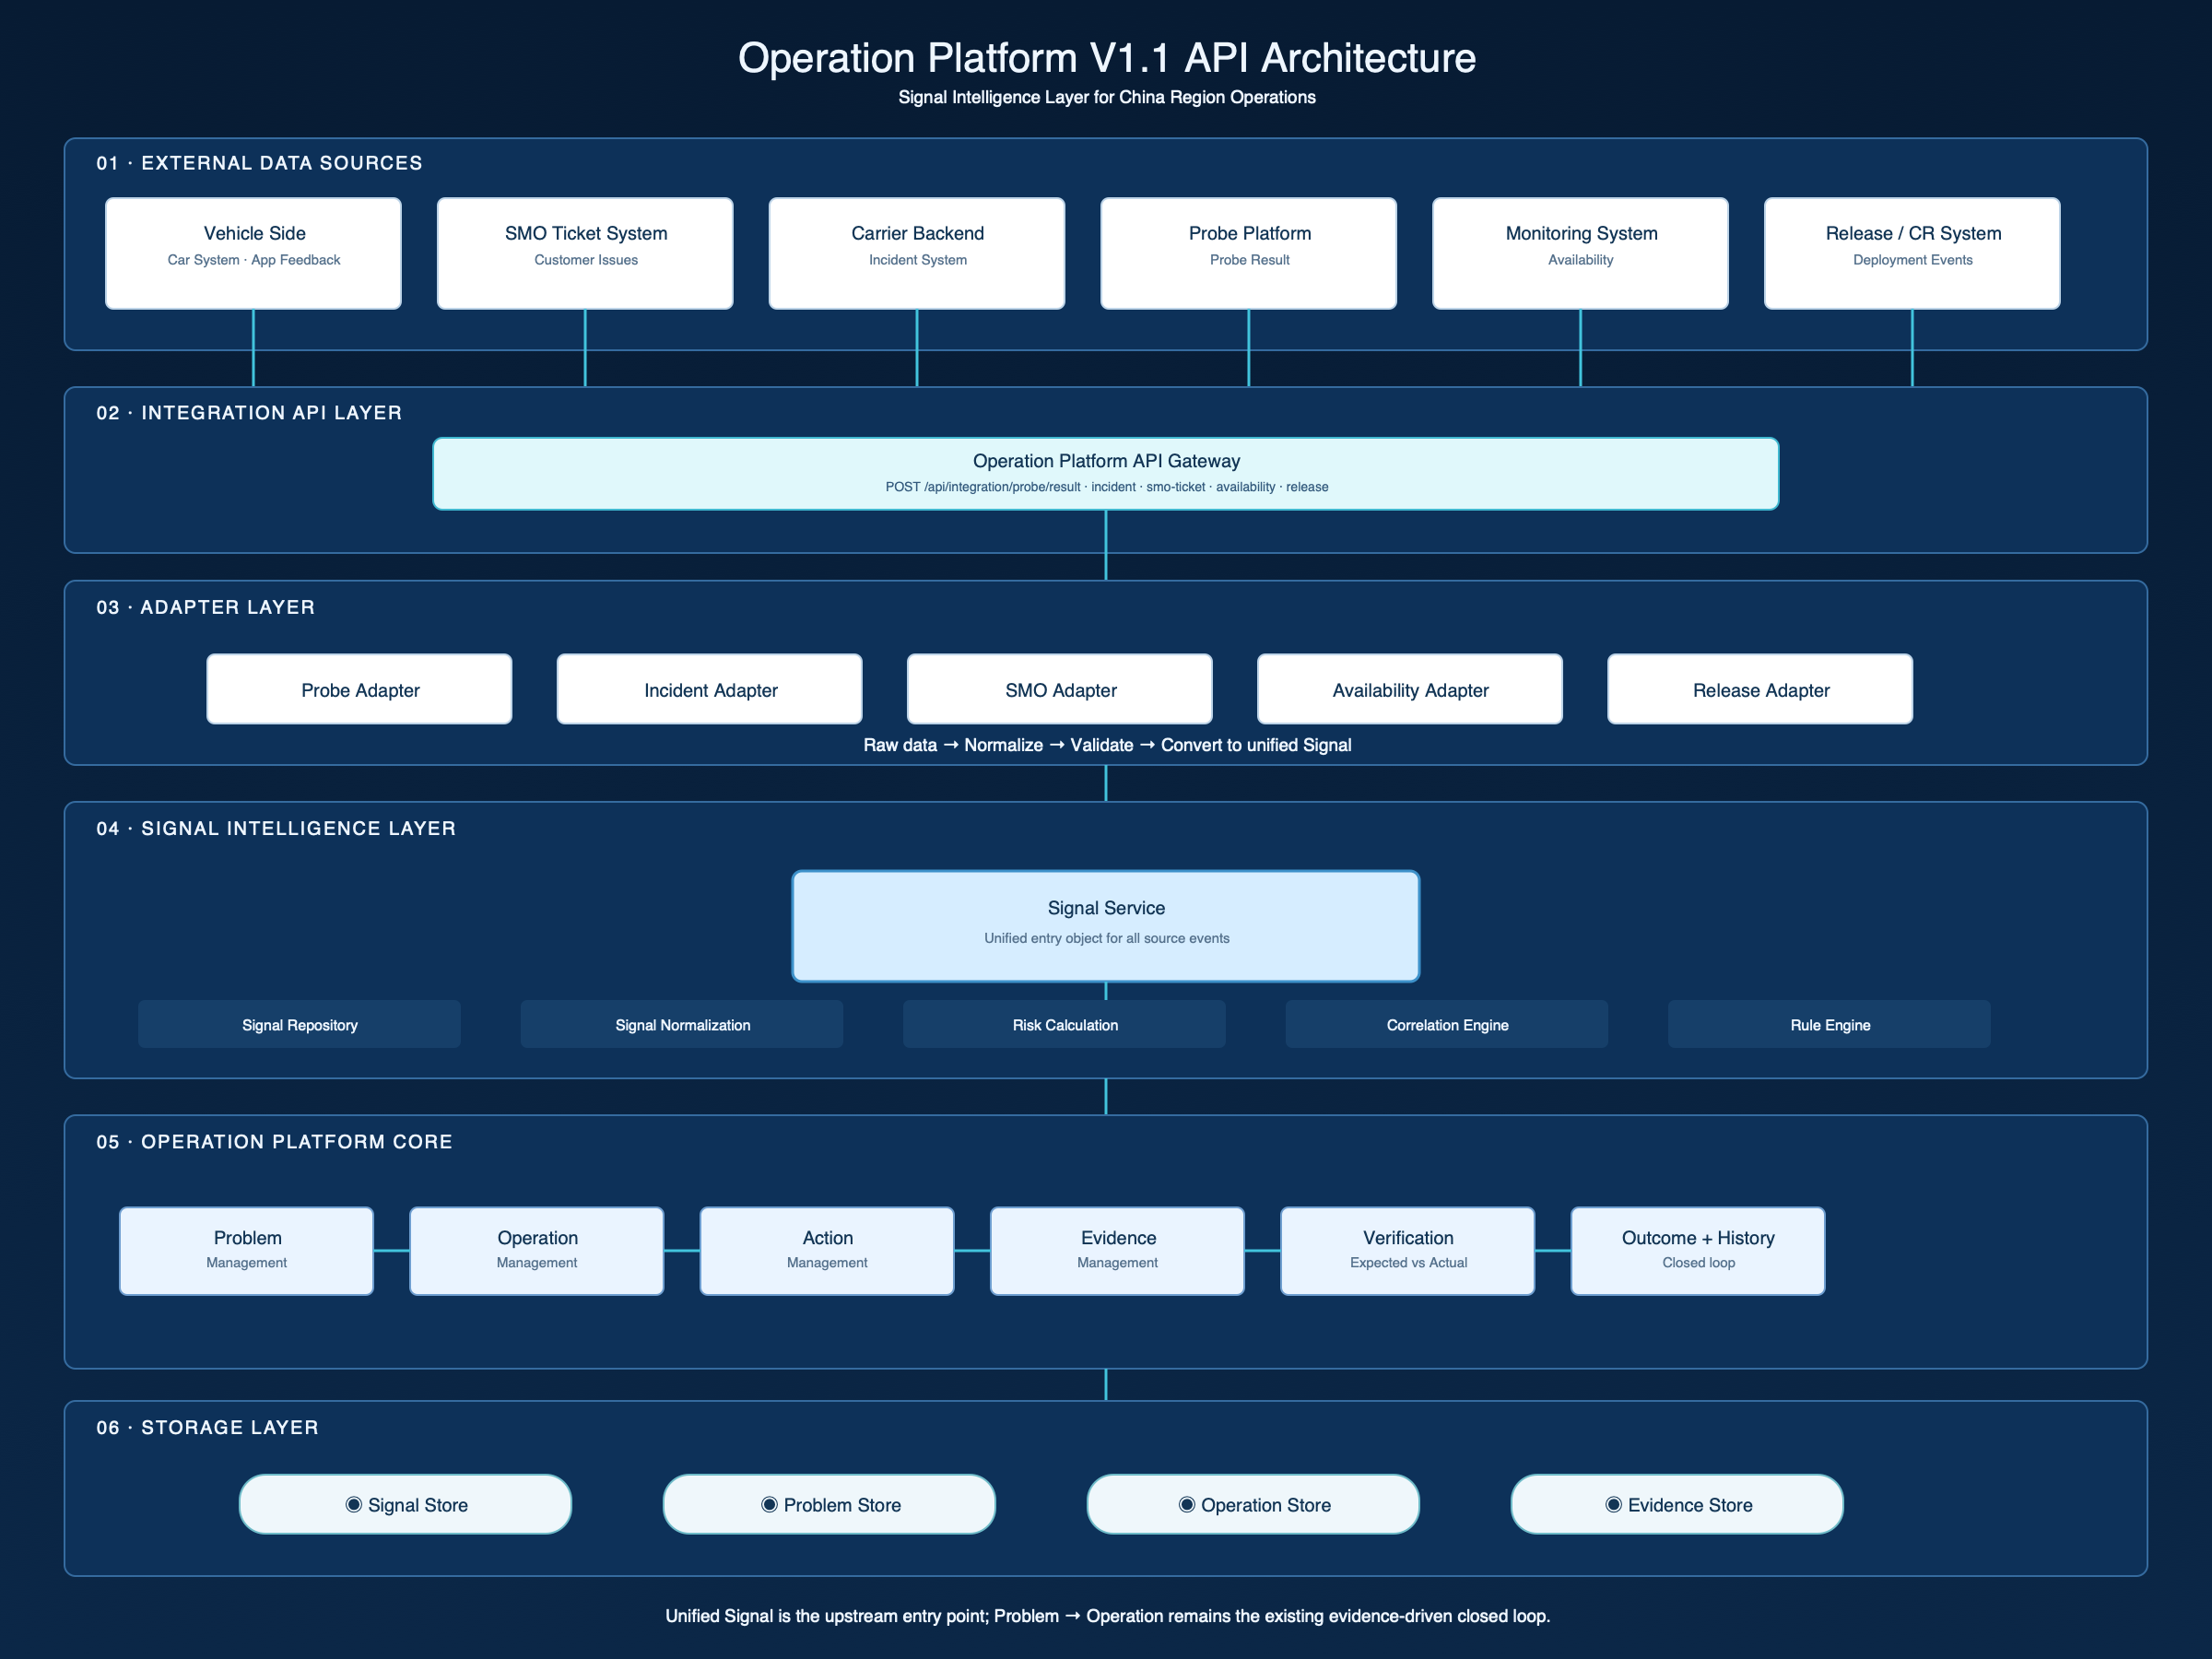 Operation Platform V1.1 API Architecture
Signal Intelligence Layer for China Region Operations
01 · EXTERNAL DATA SOURCES
Vehicle Side
Car System · App Feedback
SMO Ticket System
Customer Issues
Carrier Backend
Incident System
Probe Platform
Probe Result
Monitoring System
Availability
Release / CR System
Deployment Events
02 · INTEGRATION API LAYER
Operation Platform API Gateway
POST /api/integration/probe/result · incident · smo-ticket · availability · release
03 · ADAPTER LAYER
Probe Adapter
Incident Adapter
SMO Adapter
Availability Adapter
Release Adapter
Raw data → Normalize → Validate → Convert to unified Signal
04 · SIGNAL INTELLIGENCE LAYER
Signal Service
Unified entry object for all source events
Signal Repository
Signal Normalization
Risk Calculation
Correlation Engine
Rule Engine
05 · OPERATION PLATFORM CORE
Problem
Management
Operation
Management
Action
Management
Evidence
Management
Verification
Expected vs Actual
Outcome + History
Closed loop
06 · STORAGE LAYER
◉ Signal Store
◉ Problem Store
◉ Operation Store
◉ Evidence Store
Unified Signal is the upstream entry point; Problem → Operation remains the existing evidence-driven closed loop.